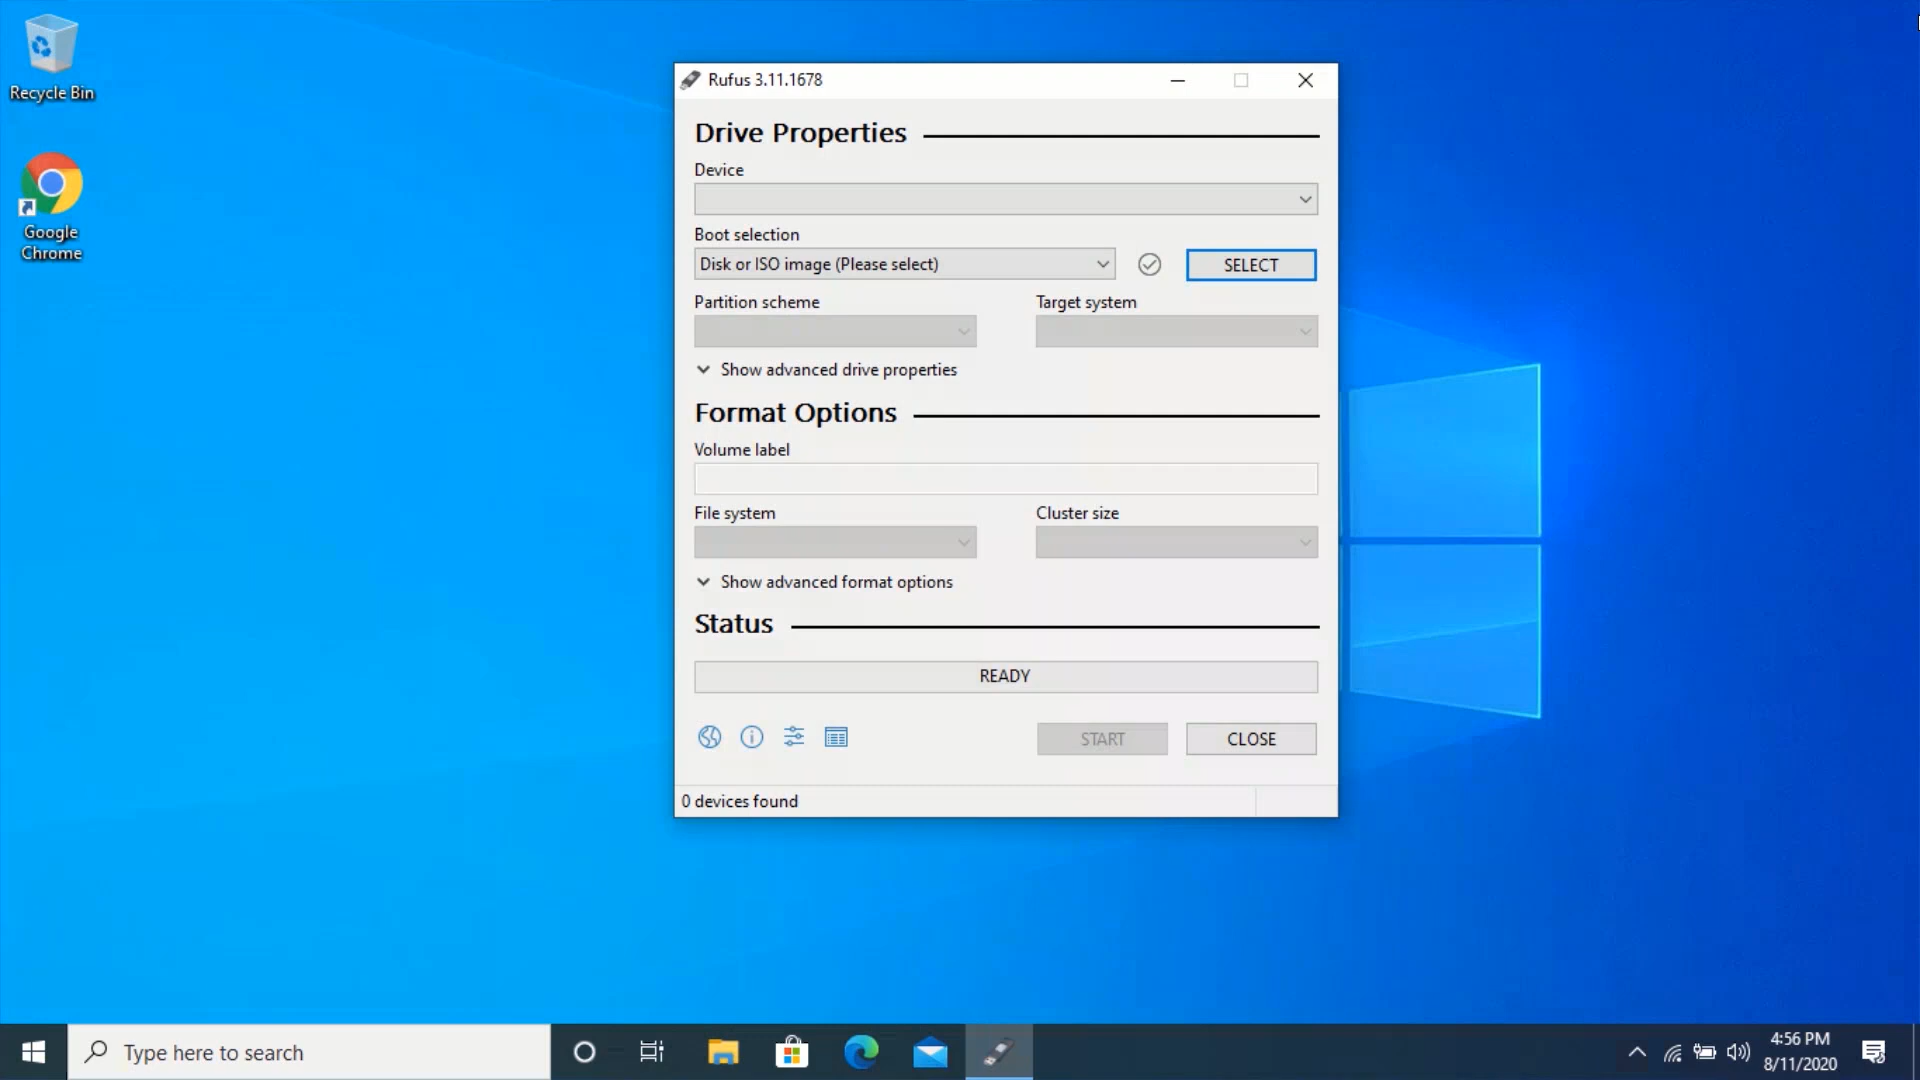 Recycle Bin
Google
Chrome
Rufus 3.11.1678
Drive Properties
Device
Boot selection
Disk or ISO image (Please select)
SELECT
Partition scheme
Target system
Show advanced drive properties
Format Options
Volume label
File system
Cluster size
Show advanced format options
Status
READY
START
CLOSE
0 devices found
Type here to search
4:56 PM
8/11/2020